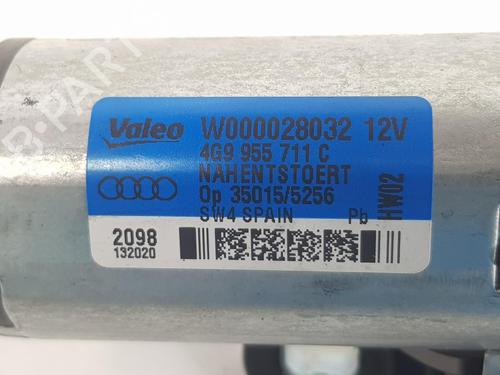 Valeo W000028032 12V
4G9 955 711 C
NAHENTSTOERT
Op 35015/5256
SW4 SPAIN Pb
HW02
2098
132020
B-PARTS